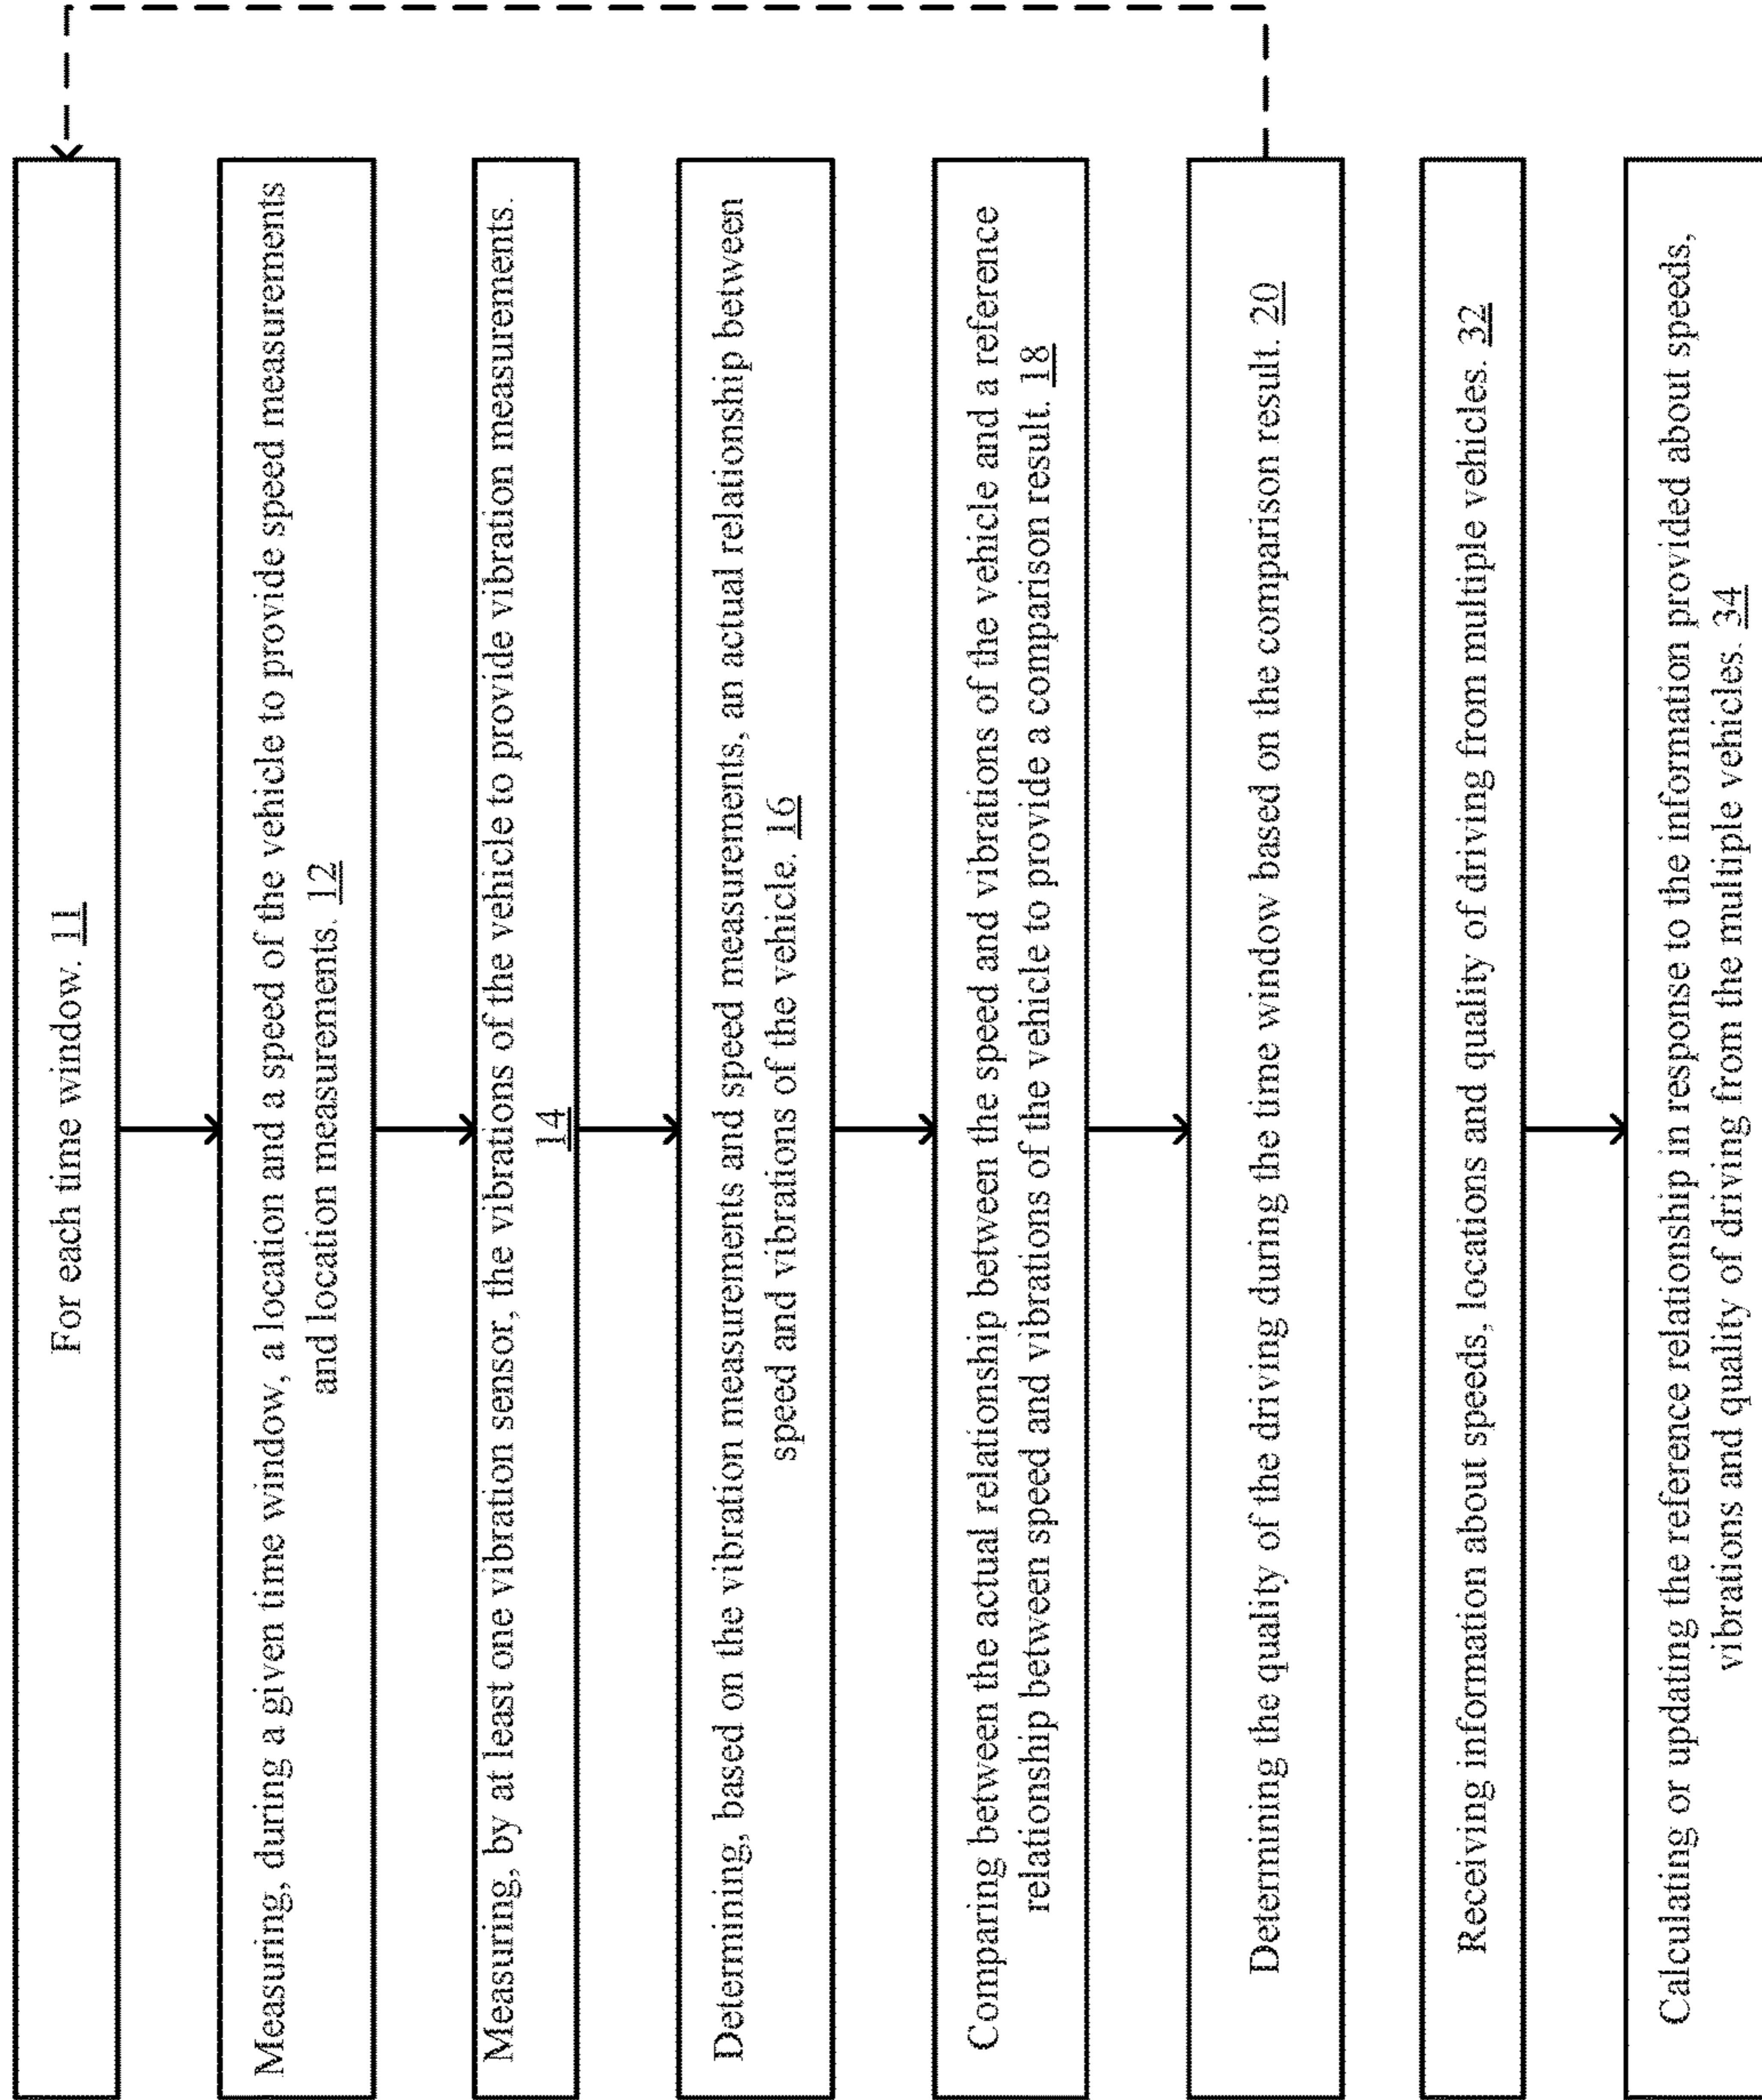 For each time window. 11
Measuring, during a given time window, a location and a speed of the vehicle to provide speed measurements
and location measurements. 12
Measuring, by at least one vibration sensor, the vibrations of the vehicle to provide vibration measurements.
14
Determining, based on the vibration measurements and speed measurements, an actual relationship between
speed and vibrations of the vehicle. 16
Comparing between the actual relationship between the speed and vibrations of the vehicle and a reference
relationship between speed and vibrations of the vehicle to provide a comparison result. 18
Determining the quality of the driving during the time window based on the comparison result. 20
Receiving information about speeds, locations and quality of driving from multiple vehicles. 32
Calculating or updating the reference relationship in response to the information provided about speeds,
vibrations and quality of driving from the multiple vehicles. 34